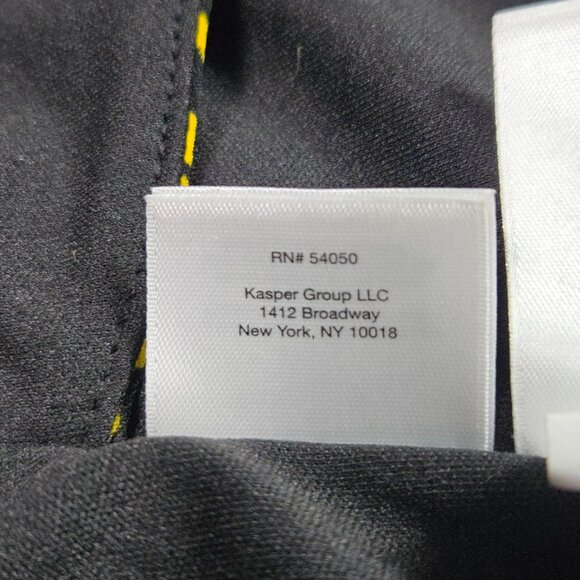 RN# 54050
Kasper Group LLC
1412 Broadway
New York, NY 10018